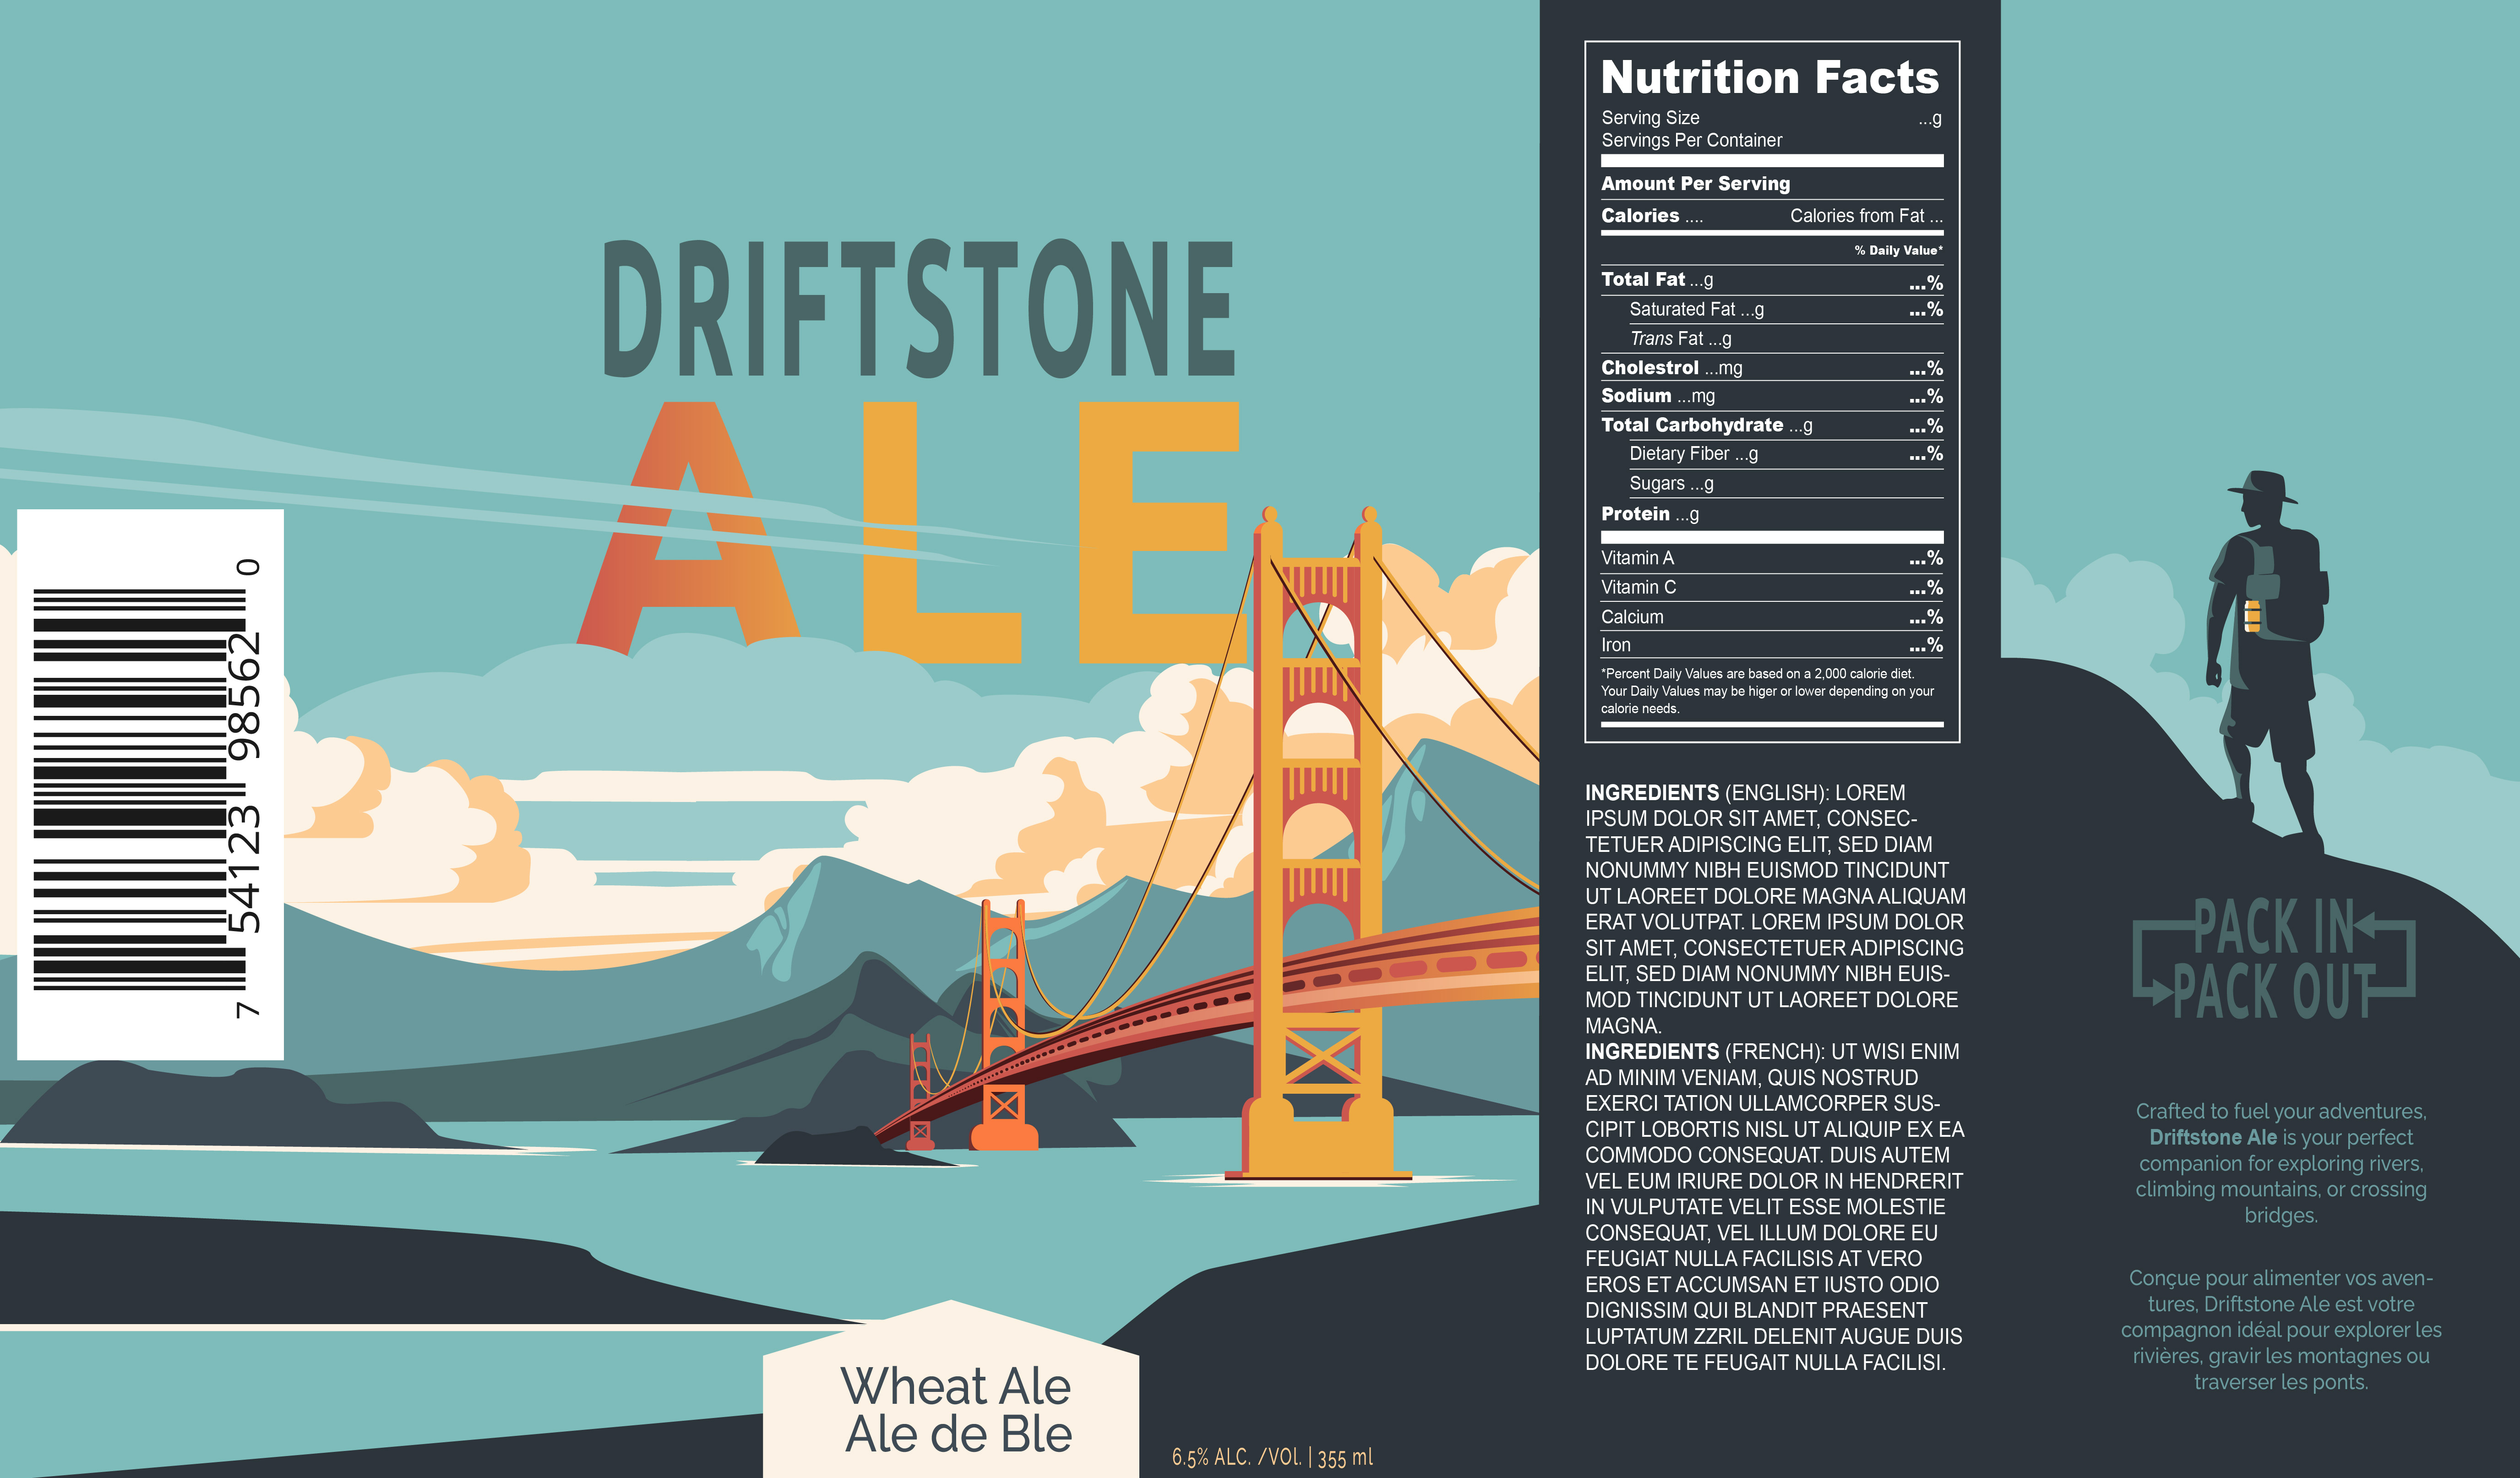 DRIFTSTONE
ALE
0
98562
54123
7
Wheat Ale
Ale de Ble
6.5% ALC. /VOL. | 355 ml
Nutrition Facts
Serving Size ...g
Servings Per Container
Amount Per Serving
Calories .... Calories from Fat ...
% Daily Value*
Total Fat ...g ...%
Saturated Fat ...g ...%
Trans Fat ...g
Cholestrol ...mg ...%
Sodium ...mg ...%
Total Carbohydrate ...g ...%
Dietary Fiber ...g ...%
Sugars ...g
Protein ...g
Vitamin A ...%
Vitamin C ...%
Calcium ...%
Iron ...%
*Percent Daily Values are based on a 2,000 calorie diet.
Your Daily Values may be higer or lower depending on your
calorie needs.
INGREDIENTS (ENGLISH): LOREM
IPSUM DOLOR SIT AMET, CONSEC-
TETUER ADIPISCING ELIT, SED DIAM
NONUMMY NIBH EUISMOD TINCIDUNT
UT LAOREET DOLORE MAGNA ALIQUAM
ERAT VOLUTPAT. LOREM IPSUM DOLOR
SIT AMET, CONSECTETUER ADIPISCING
ELIT, SED DIAM NONUMMY NIBH EUIS-
MOD TINCIDUNT UT LAOREET DOLORE
MAGNA.
INGREDIENTS (FRENCH): UT WISI ENIM
AD MINIM VENIAM, QUIS NOSTRUD
EXERCI TATION ULLAMCORPER SUS-
CIPIT LOBORTIS NISL UT ALIQUIP EX EA
COMMODO CONSEQUAT. DUIS AUTEM
VEL EUM IRIURE DOLOR IN HENDRERIT
IN VULPUTATE VELIT ESSE MOLESTIE
CONSEQUAT, VEL ILLUM DOLORE EU
FEUGIAT NULLA FACILISIS AT VERO
EROS ET ACCUMSAN ET IUSTO ODIO
DIGNISSIM QUI BLANDIT PRAESENT
LUPTATUM ZZRIL DELENIT AUGUE DUIS
DOLORE TE FEUGAIT NULLA FACILISI.
PACK IN
PACK OUT
Crafted to fuel your adventures,
Driftstone Ale is your perfect
companion for exploring rivers,
climbing mountains, or crossing
bridges.
Conçue pour alimenter vos aven-
tures, Driftstone Ale est votre
compagnon idéal pour explorer les
rivières, gravir les montagnes ou
traverser les ponts.